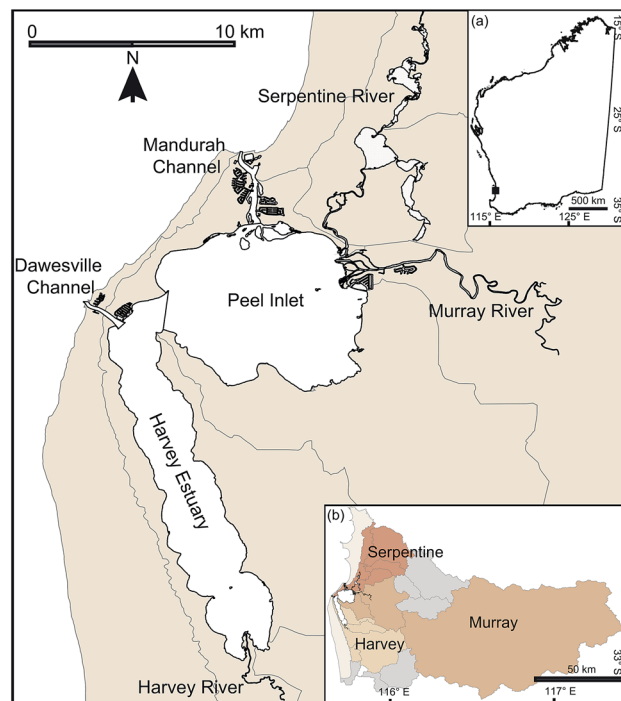 0
10 km
N
(a)
15° S
25° S
35° S
500 km
115° E
125° E
Serpentine River
Mandurah
Channel
Dawesville
Channel
Peel Inlet
Murray River
Harvey Estuary
Harvey River
(b)
Serpentine
Murray
Harvey
50 km
33° S
116° E
117° E